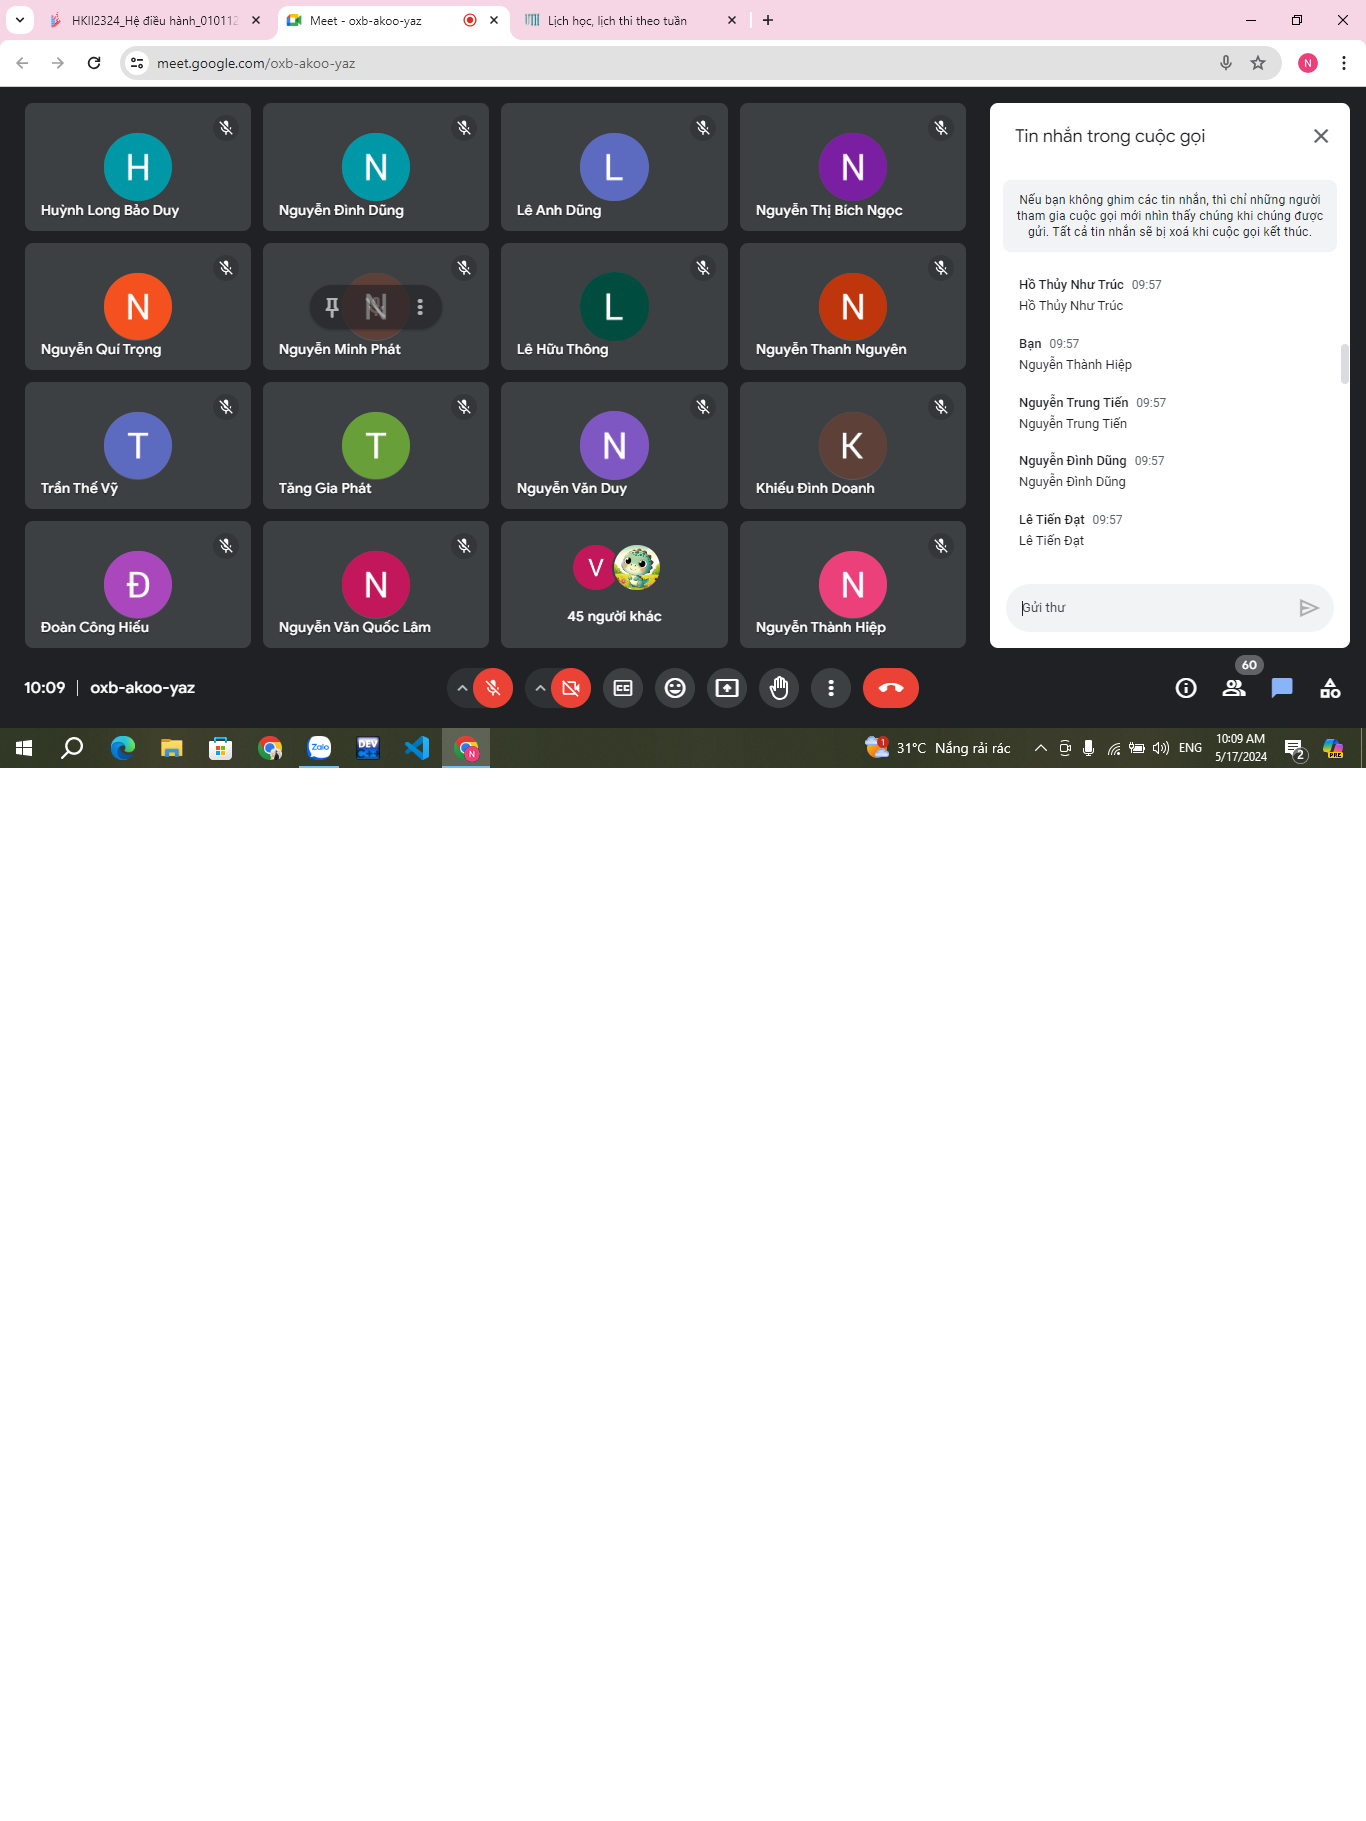 HKII2324_Hệ điều hành_010112
Meet - oxb-akoo-yaz
Lịch học, lịch thi theo tuần
meet.google.com/oxb-akoo-yaz
N
H
Huỳnh Long Bảo Duy
N
Nguyễn Đình Dũng
L
Lê Anh Dũng
N
Nguyễn Thị Bích Ngọc
N
Nguyễn Quí Trọng
N
Nguyễn Minh Phát
L
Lê Hữu Thông
N
Nguyễn Thanh Nguyên
T
Trần Thế Vỹ
T
Tăng Gia Phát
N
Nguyễn Văn Duy
K
Khiếu Đình Doanh
Đ
Đoàn Công Hiếu
N
Nguyễn Văn Quốc Lâm
V
45 người khác
N
Nguyễn Thành Hiệp
Tin nhắn trong cuộc gọi
Nếu bạn không ghim các tin nhắn, thì chỉ những người
tham gia cuộc gọi mới nhìn thấy chúng khi chúng được
gửi. Tất cả tin nhắn sẽ bị xoá khi cuộc gọi kết thúc.
Hồ Thủy Như Trúc 09:57
Hồ Thủy Như Trúc
Bạn 09:57
Nguyễn Thành Hiệp
Nguyễn Trung Tiến 09:57
Nguyễn Trung Tiến
Nguyễn Đình Dũng 09:57
Nguyễn Đình Dũng
Lê Tiến Đạt 09:57
Lê Tiến Đạt
Gửi thư
10:09 | oxb-akoo-yaz
CC
60
Zalo
DEV
N
1
31°C Nắng rải rác
ENG
10:09 AM
5/17/2024
2
PRE